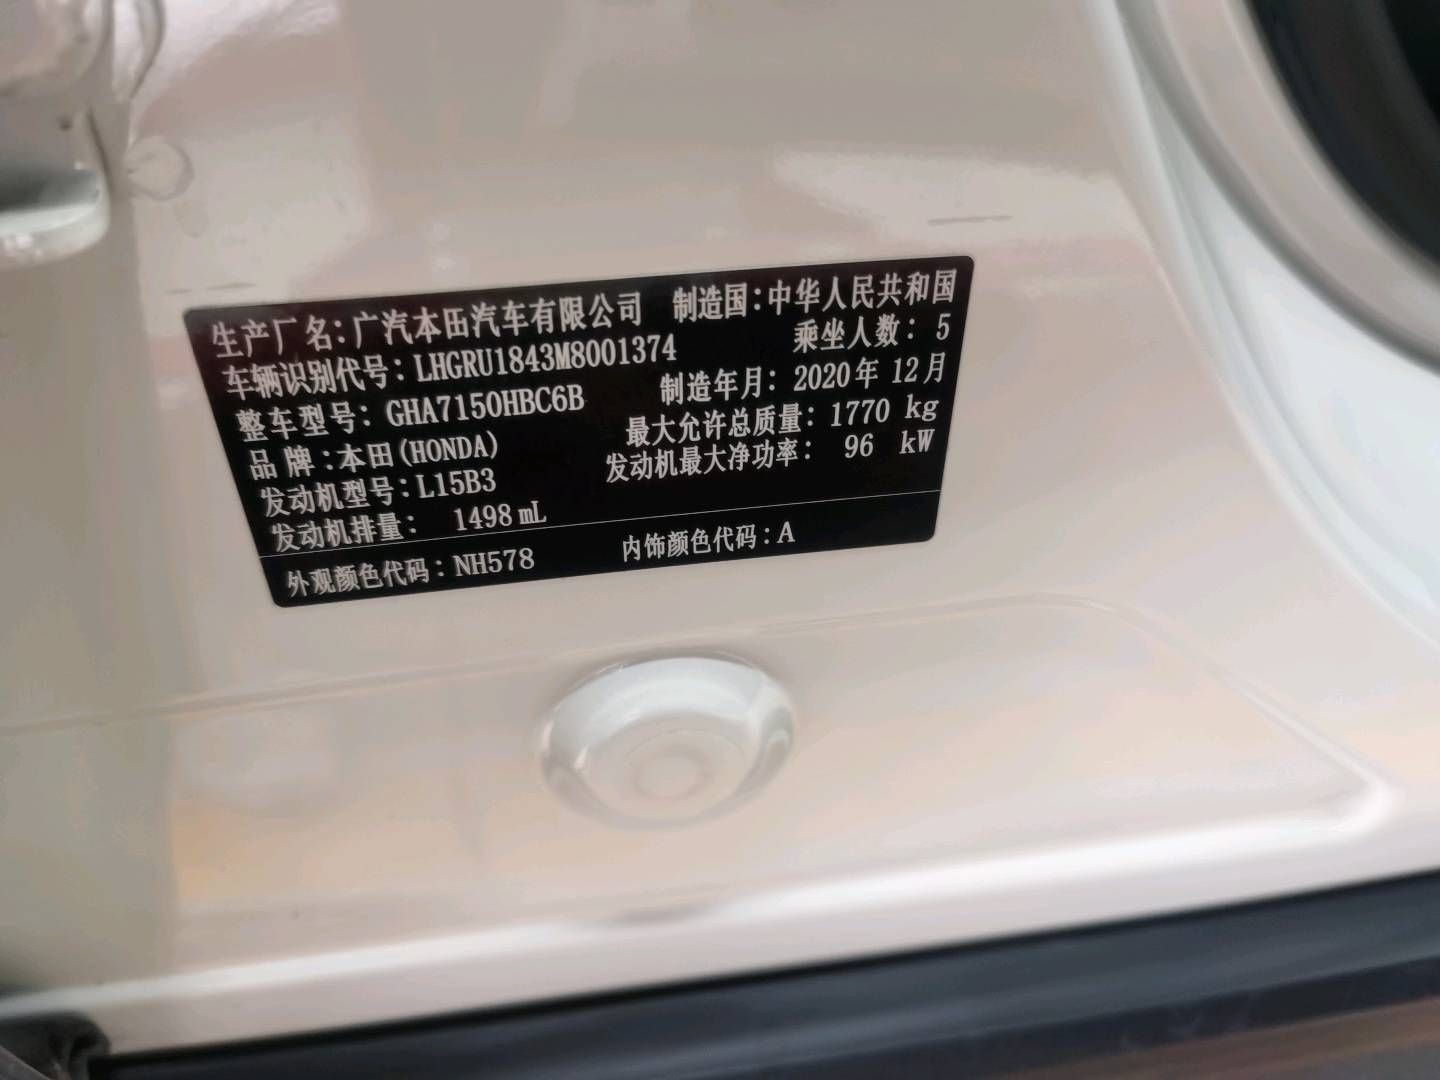 生产厂名：广汽本田汽车有限公司 制造国：中华人民共和国
车辆识别代号：LHGRU1843M8001374 乘坐人数：5
整车型号：GHA7150HBC6B 制造年月：2020年12月
品牌：本田(HONDA) 最大允许总质量：1770 kg
发动机型号：L15B3 发动机最大净功率：96 kW
发动机排量：1498 mL
外观颜色代码：NH578 内饰颜色代码：A